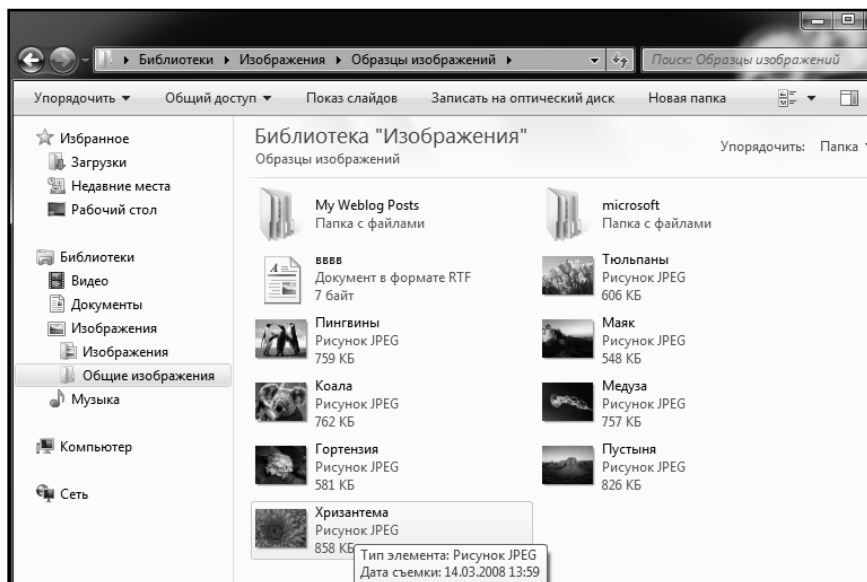 Библиотеки ▸ Изображения ▸ Образцы изображений ▸
Поиск: Образцы изображений
Упорядочить ▼ Общий доступ ▼ Показ слайдов Записать на оптический диск Новая папка
Избранное
Загрузки
Недавние места
Рабочий стол
Библиотеки
Видео
Документы
Изображения
Изображения
Общие изображения
Музыка
Компьютер
Сеть
Библиотека "Изображения"
Образцы изображений
Упорядочить: Папка
My Weblog Posts
Папка с файлами
microsoft
Папка с файлами
вввв
Документ в формате RTF
7 байт
Тюльпаны
Рисунок JPEG
606 КБ
Пингвины
Рисунок JPEG
759 КБ
Маяк
Рисунок JPEG
548 КБ
Коала
Рисунок JPEG
762 КБ
Медуза
Рисунок JPEG
757 КБ
Гортензия
Рисунок JPEG
581 КБ
Пустыня
Рисунок JPEG
826 КБ
Хризантема
Рисунок JPEG
858 КБ
Тип элемента: Рисунок JPEG
Дата съемки: 14.03.2008 13:59